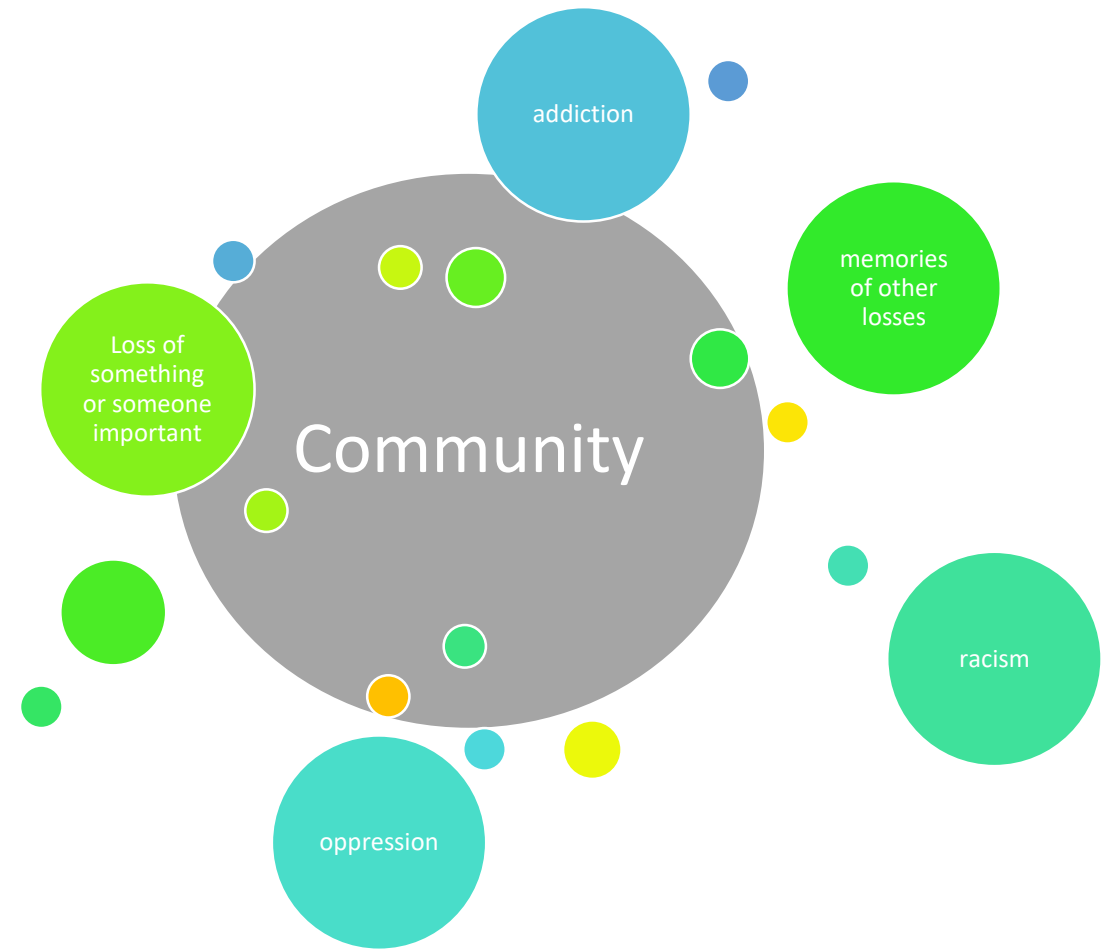 addiction
memories
of other
losses
Loss of
something
or someone
important
Community
racism
oppression